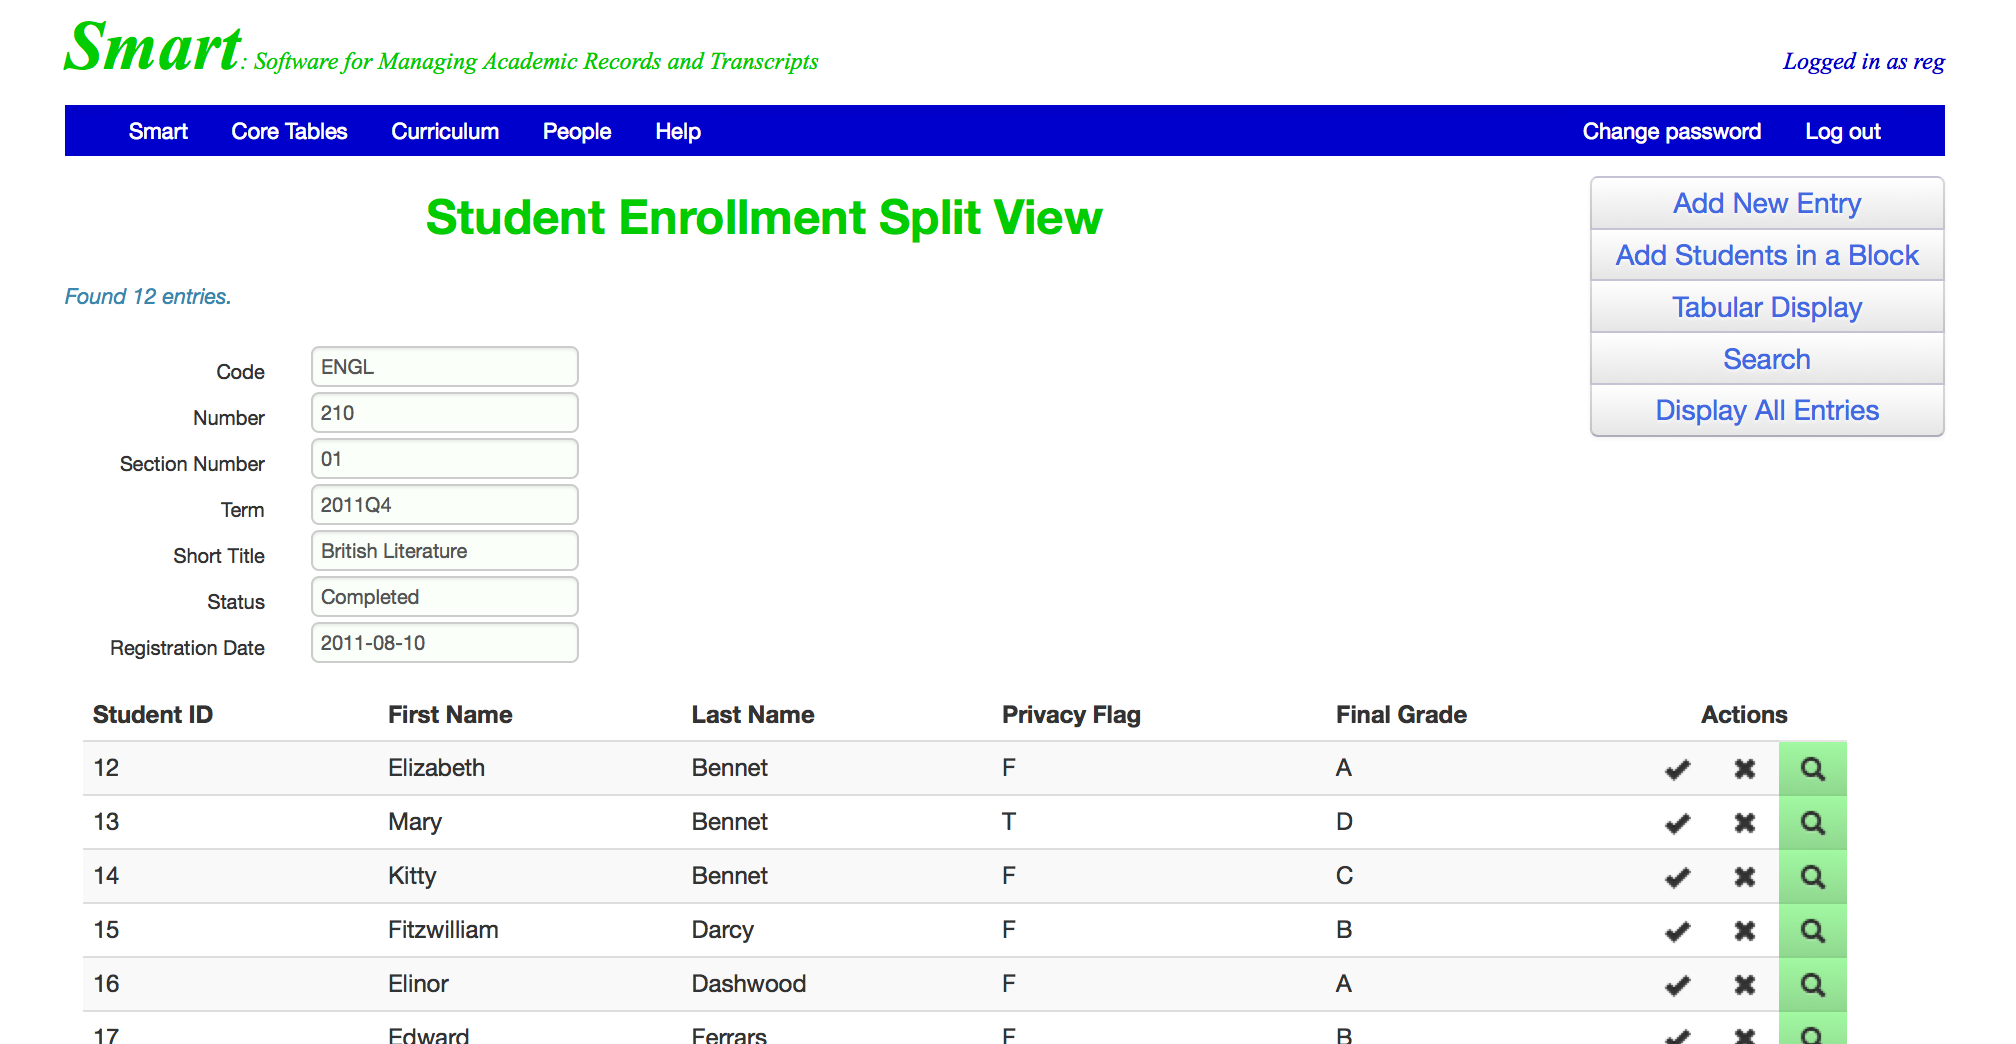 Smart: Software for Managing Academic Records and Transcripts
Logged in as reg
Smart Core Tables Curriculum People Help Change password Log out
Student Enrollment Split View
Add New Entry
Add Students in a Block
Tabular Display
Search
Display All Entries
Found 12 entries.
Code ENGL
Number 210
Section Number 01
Term 2011Q4
Short Title British Literature
Status Completed
Registration Date 2011-08-10
Student ID First Name Last Name Privacy Flag Final Grade Actions
12 Elizabeth Bennet F A
13 Mary Bennet T D
14 Kitty Bennet F C
15 Fitzwilliam Darcy F B
16 Elinor Dashwood F A
17 Edward Ferrars F B